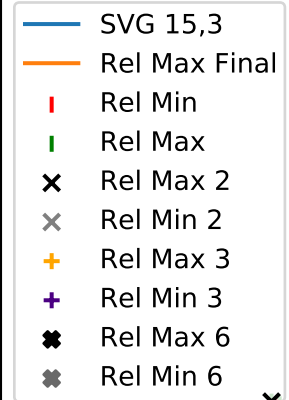 SVG 15,3
Rel Max Final
Rel Min
Rel Max
Rel Max 2
Rel Min 2
Rel Max 3
Rel Min 3
Rel Max 6
Rel Min 6